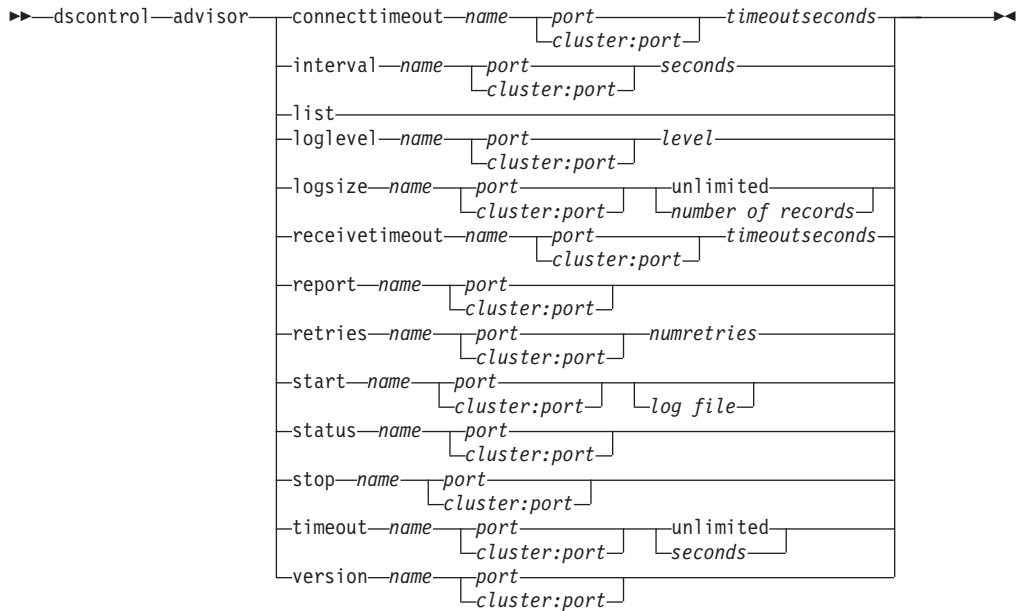 dscontrol advisor connecttimeout name port timeoutseconds
cluster:port
interval name port seconds
cluster:port
list
loglevel name port level
cluster:port
logsize name port unlimited
cluster:port number of records
receivetimeout name port timeoutseconds
cluster:port
report name port
cluster:port
retries name port numretries
cluster:port
start name port
cluster:port log file
status name port
cluster:port
stop name port
cluster:port
timeout name port unlimited
cluster:port seconds
version name port
cluster:port